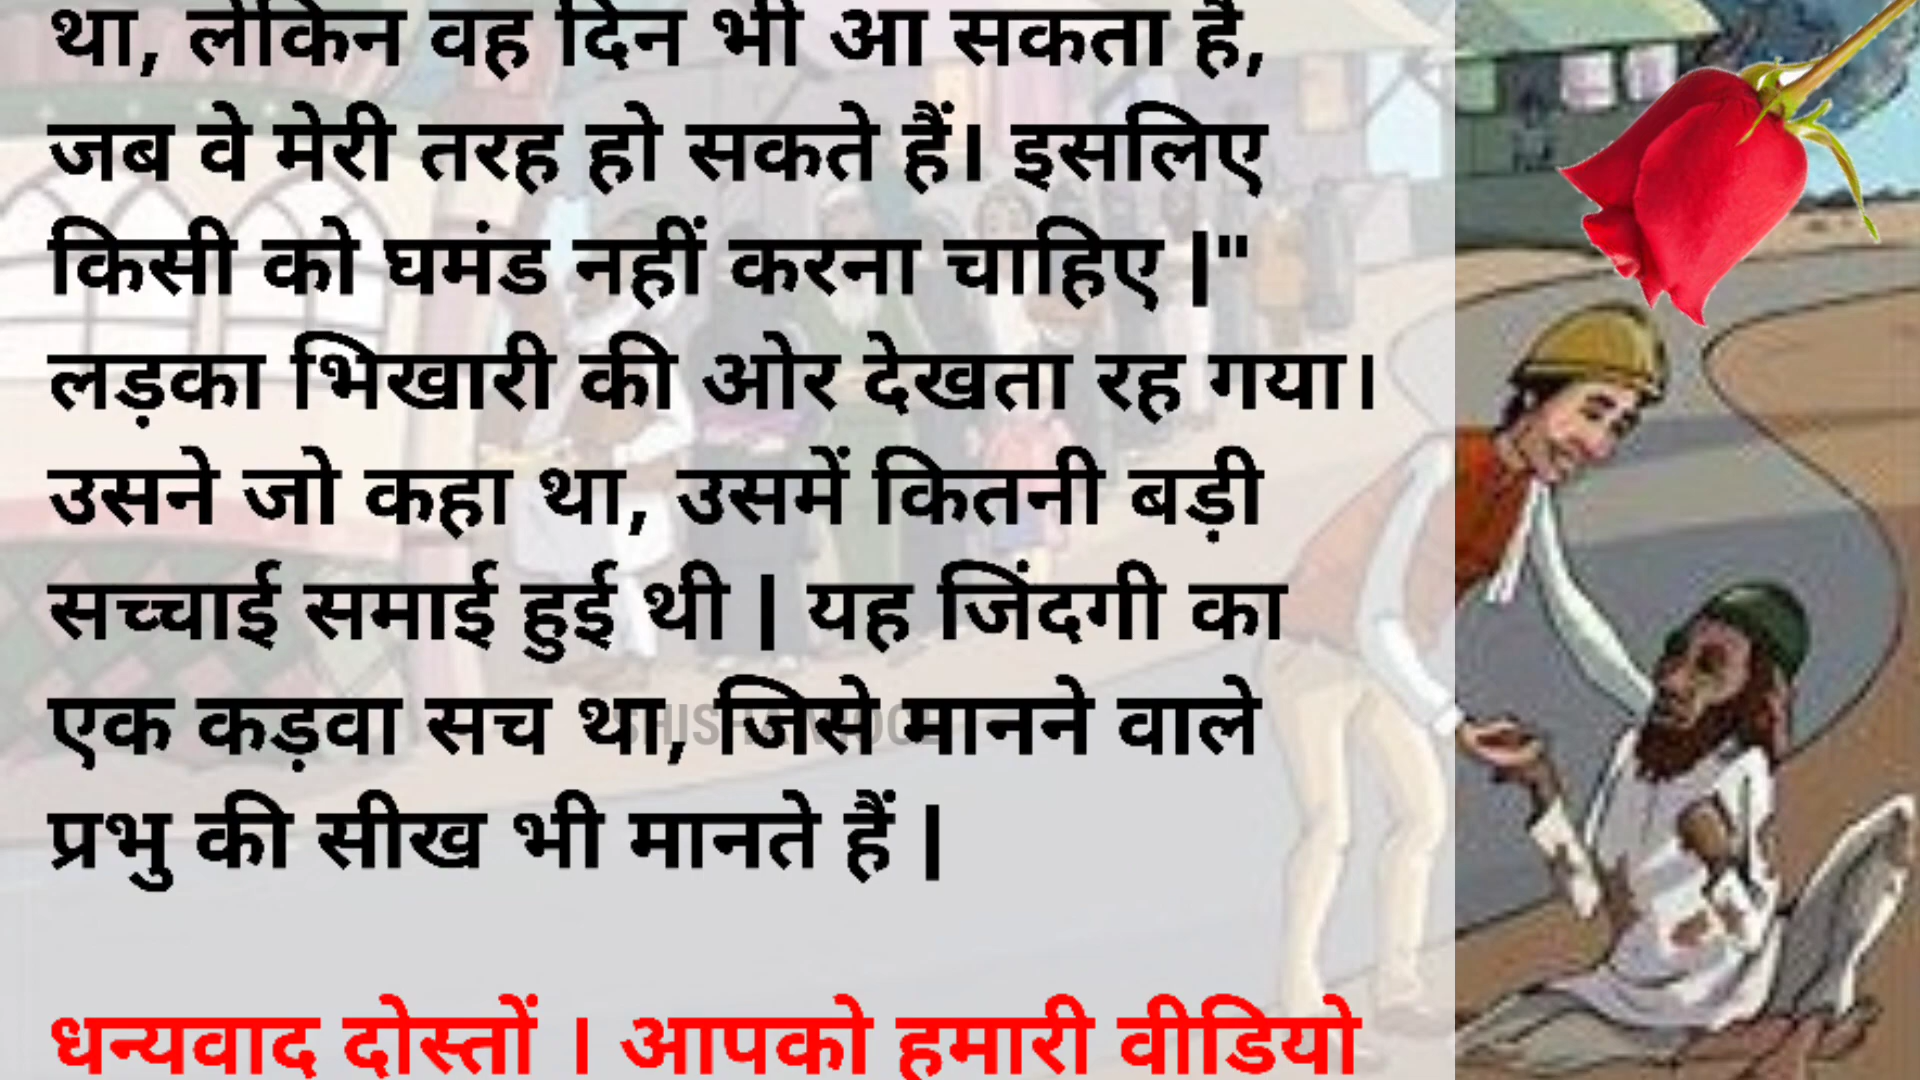 था, लेकिन वह दिन भी आ सकता है,
जब वे मेरी तरह हो सकते हैं। इसलिए
किसी को घमंड नहीं करना चाहिए |"
लड़का भिखारी की ओर देखता रह गया।
उसने जो कहा था, उसमें कितनी बड़ी
सच्चाई समाई हुई थी | यह जिंदगी का
एक कड़वा सच था, जिसे मानने वाले
प्रभु की सीख भी मानते हैं |
धन्यवाद दोस्तों । आपको हमारी वीडियो